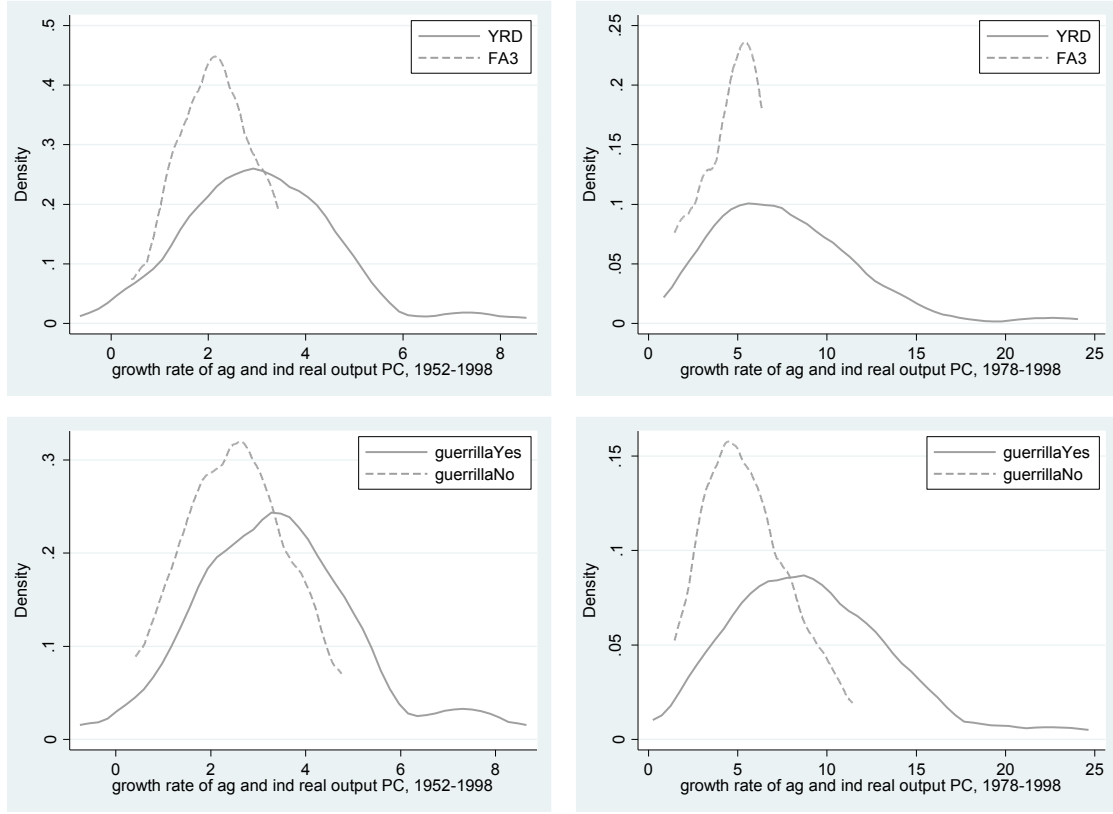 .5
.4
.3
.2
.1
0
Density
YRD
FA3
0 2 4 6 8
growth rate of ag and ind real output PC, 1952-1998
.25
.2
.15
.1
.05
0
Density
YRD
FA3
0 5 10 15 20 25
growth rate of ag and ind real output PC, 1978-1998
.3
.2
.1
0
Density
guerrillaYes
guerrillaNo
0 2 4 6 8
growth rate of ag and ind real output PC, 1952-1998
.15
.1
.05
0
Density
guerrillaYes
guerrillaNo
0 5 10 15 20 25
growth rate of ag and ind real output PC, 1978-1998